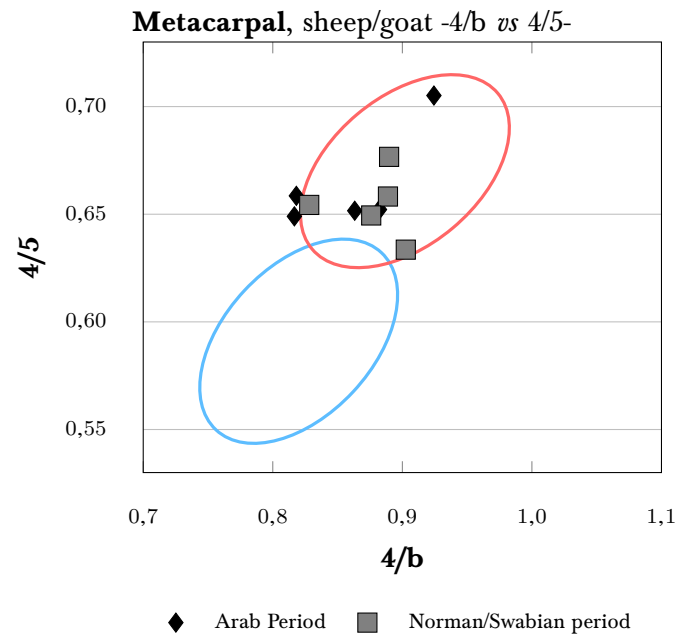 Metacarpal, sheep/goat -4/b vs 4/5-
0,70
0,65
4/5
0,60
0,55
0,7 0,8 0,9 1,0 1,1
4/b
Arab Period Norman/Swabian period